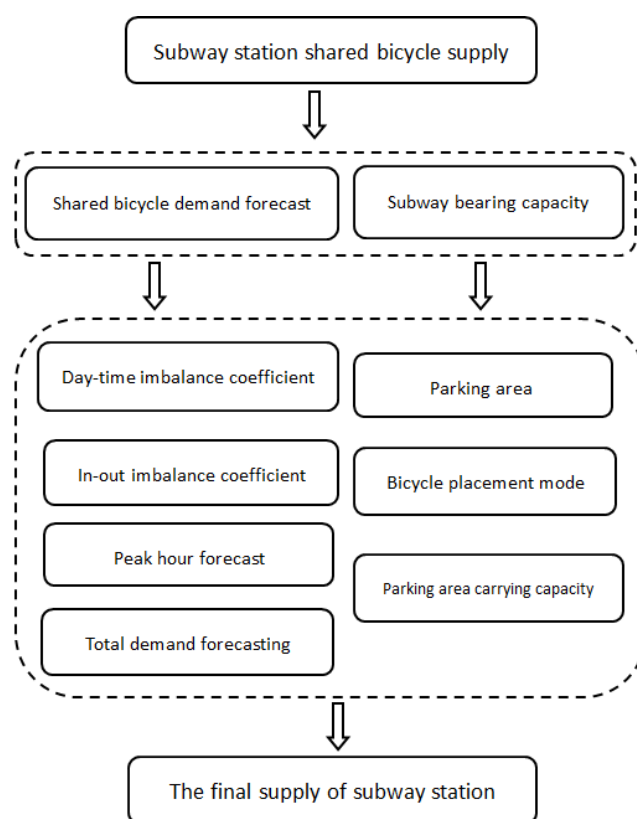 Subway station shared bicycle supply
Shared bicycle demand forecast
Subway bearing capacity
Day-time imbalance coefficient
Parking area
In-out imbalance coefficient
Bicycle placement mode
Peak hour forecast
Parking area carrying capacity
Total demand forecasting
The final supply of subway station